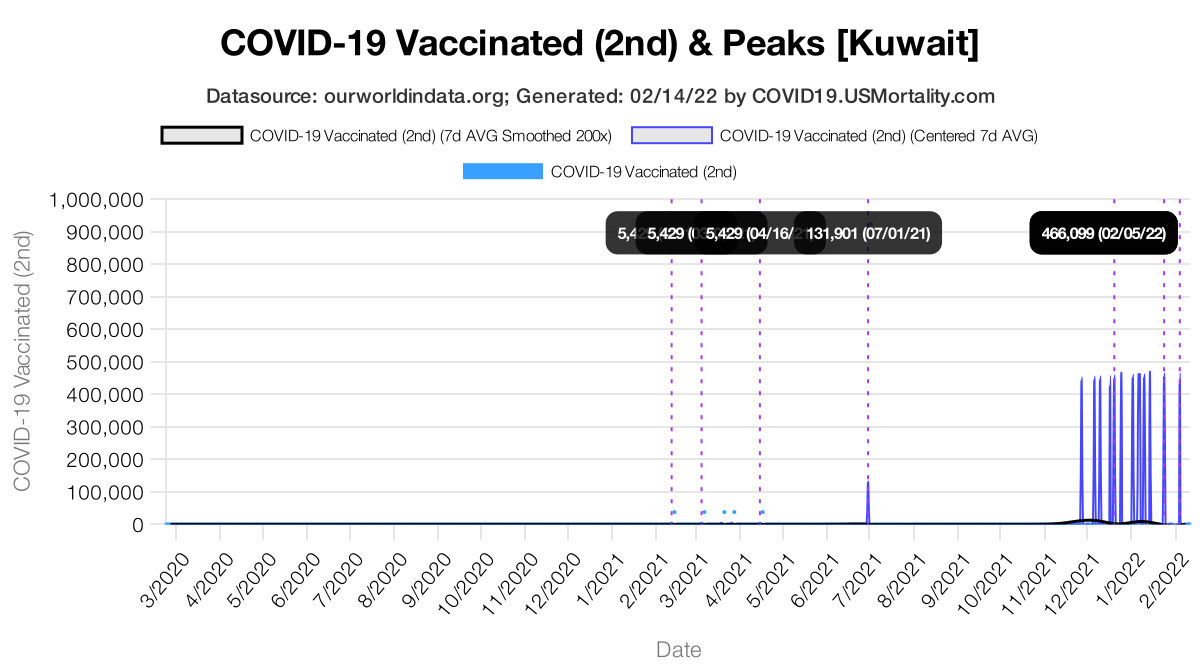 COVID-19 Vaccinated (2nd) & Peaks [Kuwait]
Datasource: ourworldindata.org; Generated: 02/14/22 by COVID19.USMortality.com
COVID-19 Vaccinated (2nd) (7d AVG Smoothed 200x) COVID-19 Vaccinated (2nd) (Centered 7d AVG)
COVID-19 Vaccinated (2nd)
COVID-19 Vaccinated (2nd)
1,000,000
900,000
800,000
700,000
600,000
500,000
400,000
300,000
200,000
100,000
0
5,429 5,429 (04/16/ 131,901 (07/01/21) 466,099 (02/05/22)
3/2020 4/2020 5/2020 6/2020 7/2020 8/2020 9/2020 10/2020 11/2020 12/2020 1/2021 2/2021 3/2021 4/2021 5/2021 6/2021 7/2021 8/2021 9/2021 10/2021 11/2021 12/2021 1/2022 2/2022
Date